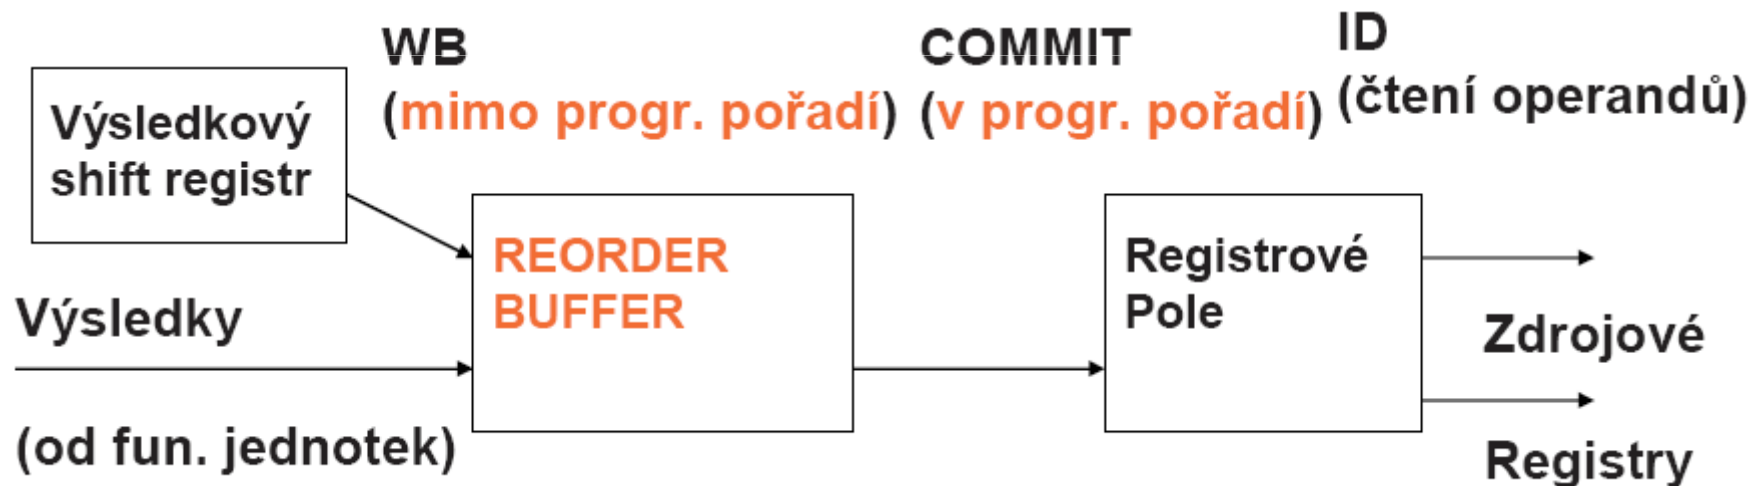 Výsledkový
shift registr
WB
(mimo progr. pořadí)
COMMIT
(v progr. pořadí)
ID
(čtení operandů)
REORDER
BUFFER
Registrové
Pole
Výsledky
(od fun. jednotek)
Zdrojové
Registry